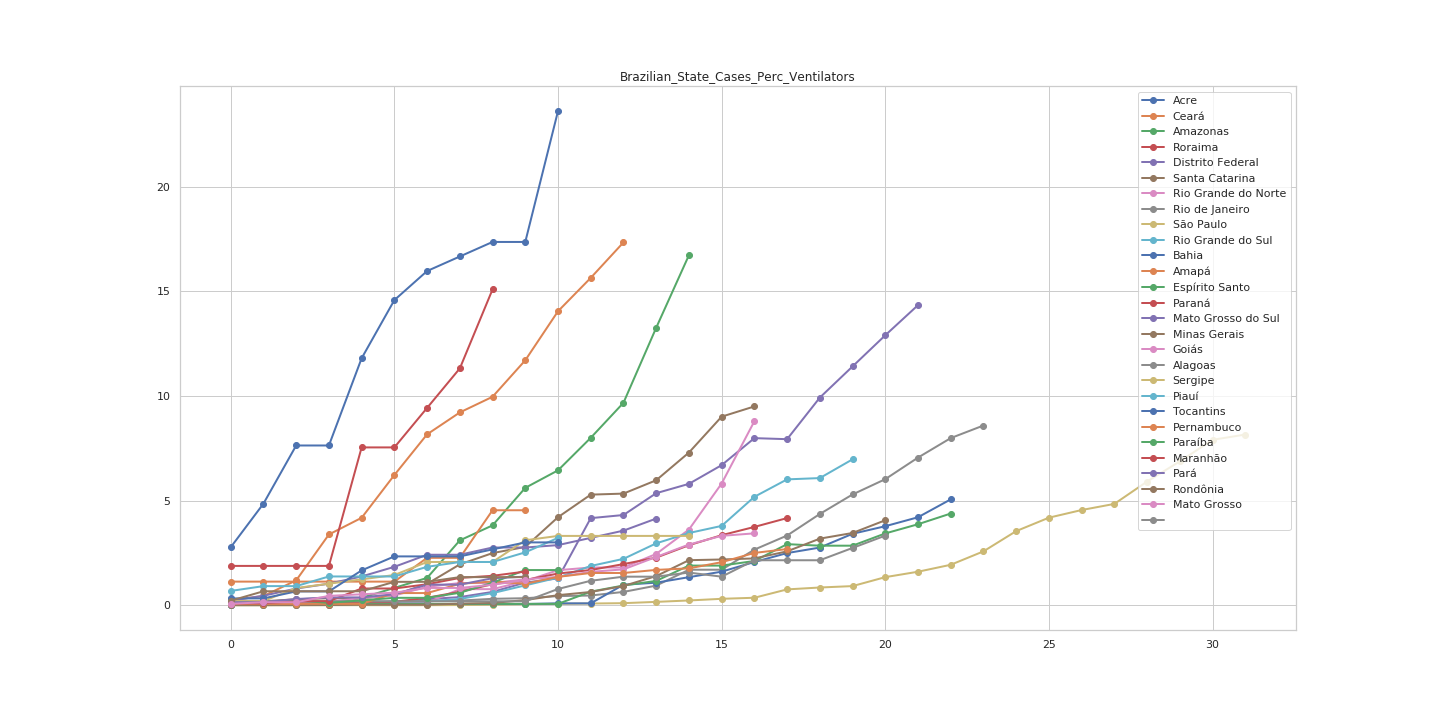 Brazilian_State_Cases_Perc_Ventilators
Acre
Ceará
Amazonas
Roraima
Distrito Federal
Santa Catarina
Rio Grande do Norte
Rio de Janeiro
São Paulo
Rio Grande do Sul
Bahia
Amapá
Espírito Santo
Paraná
Mato Grosso do Sul
Minas Gerais
Goiás
Alagoas
Sergipe
Piauí
Tocantins
Pernambuco
Paraíba
Maranhão
Pará
Rondônia
Mato Grosso
20
15
10
5
0
0 5 10 15 20 25 30